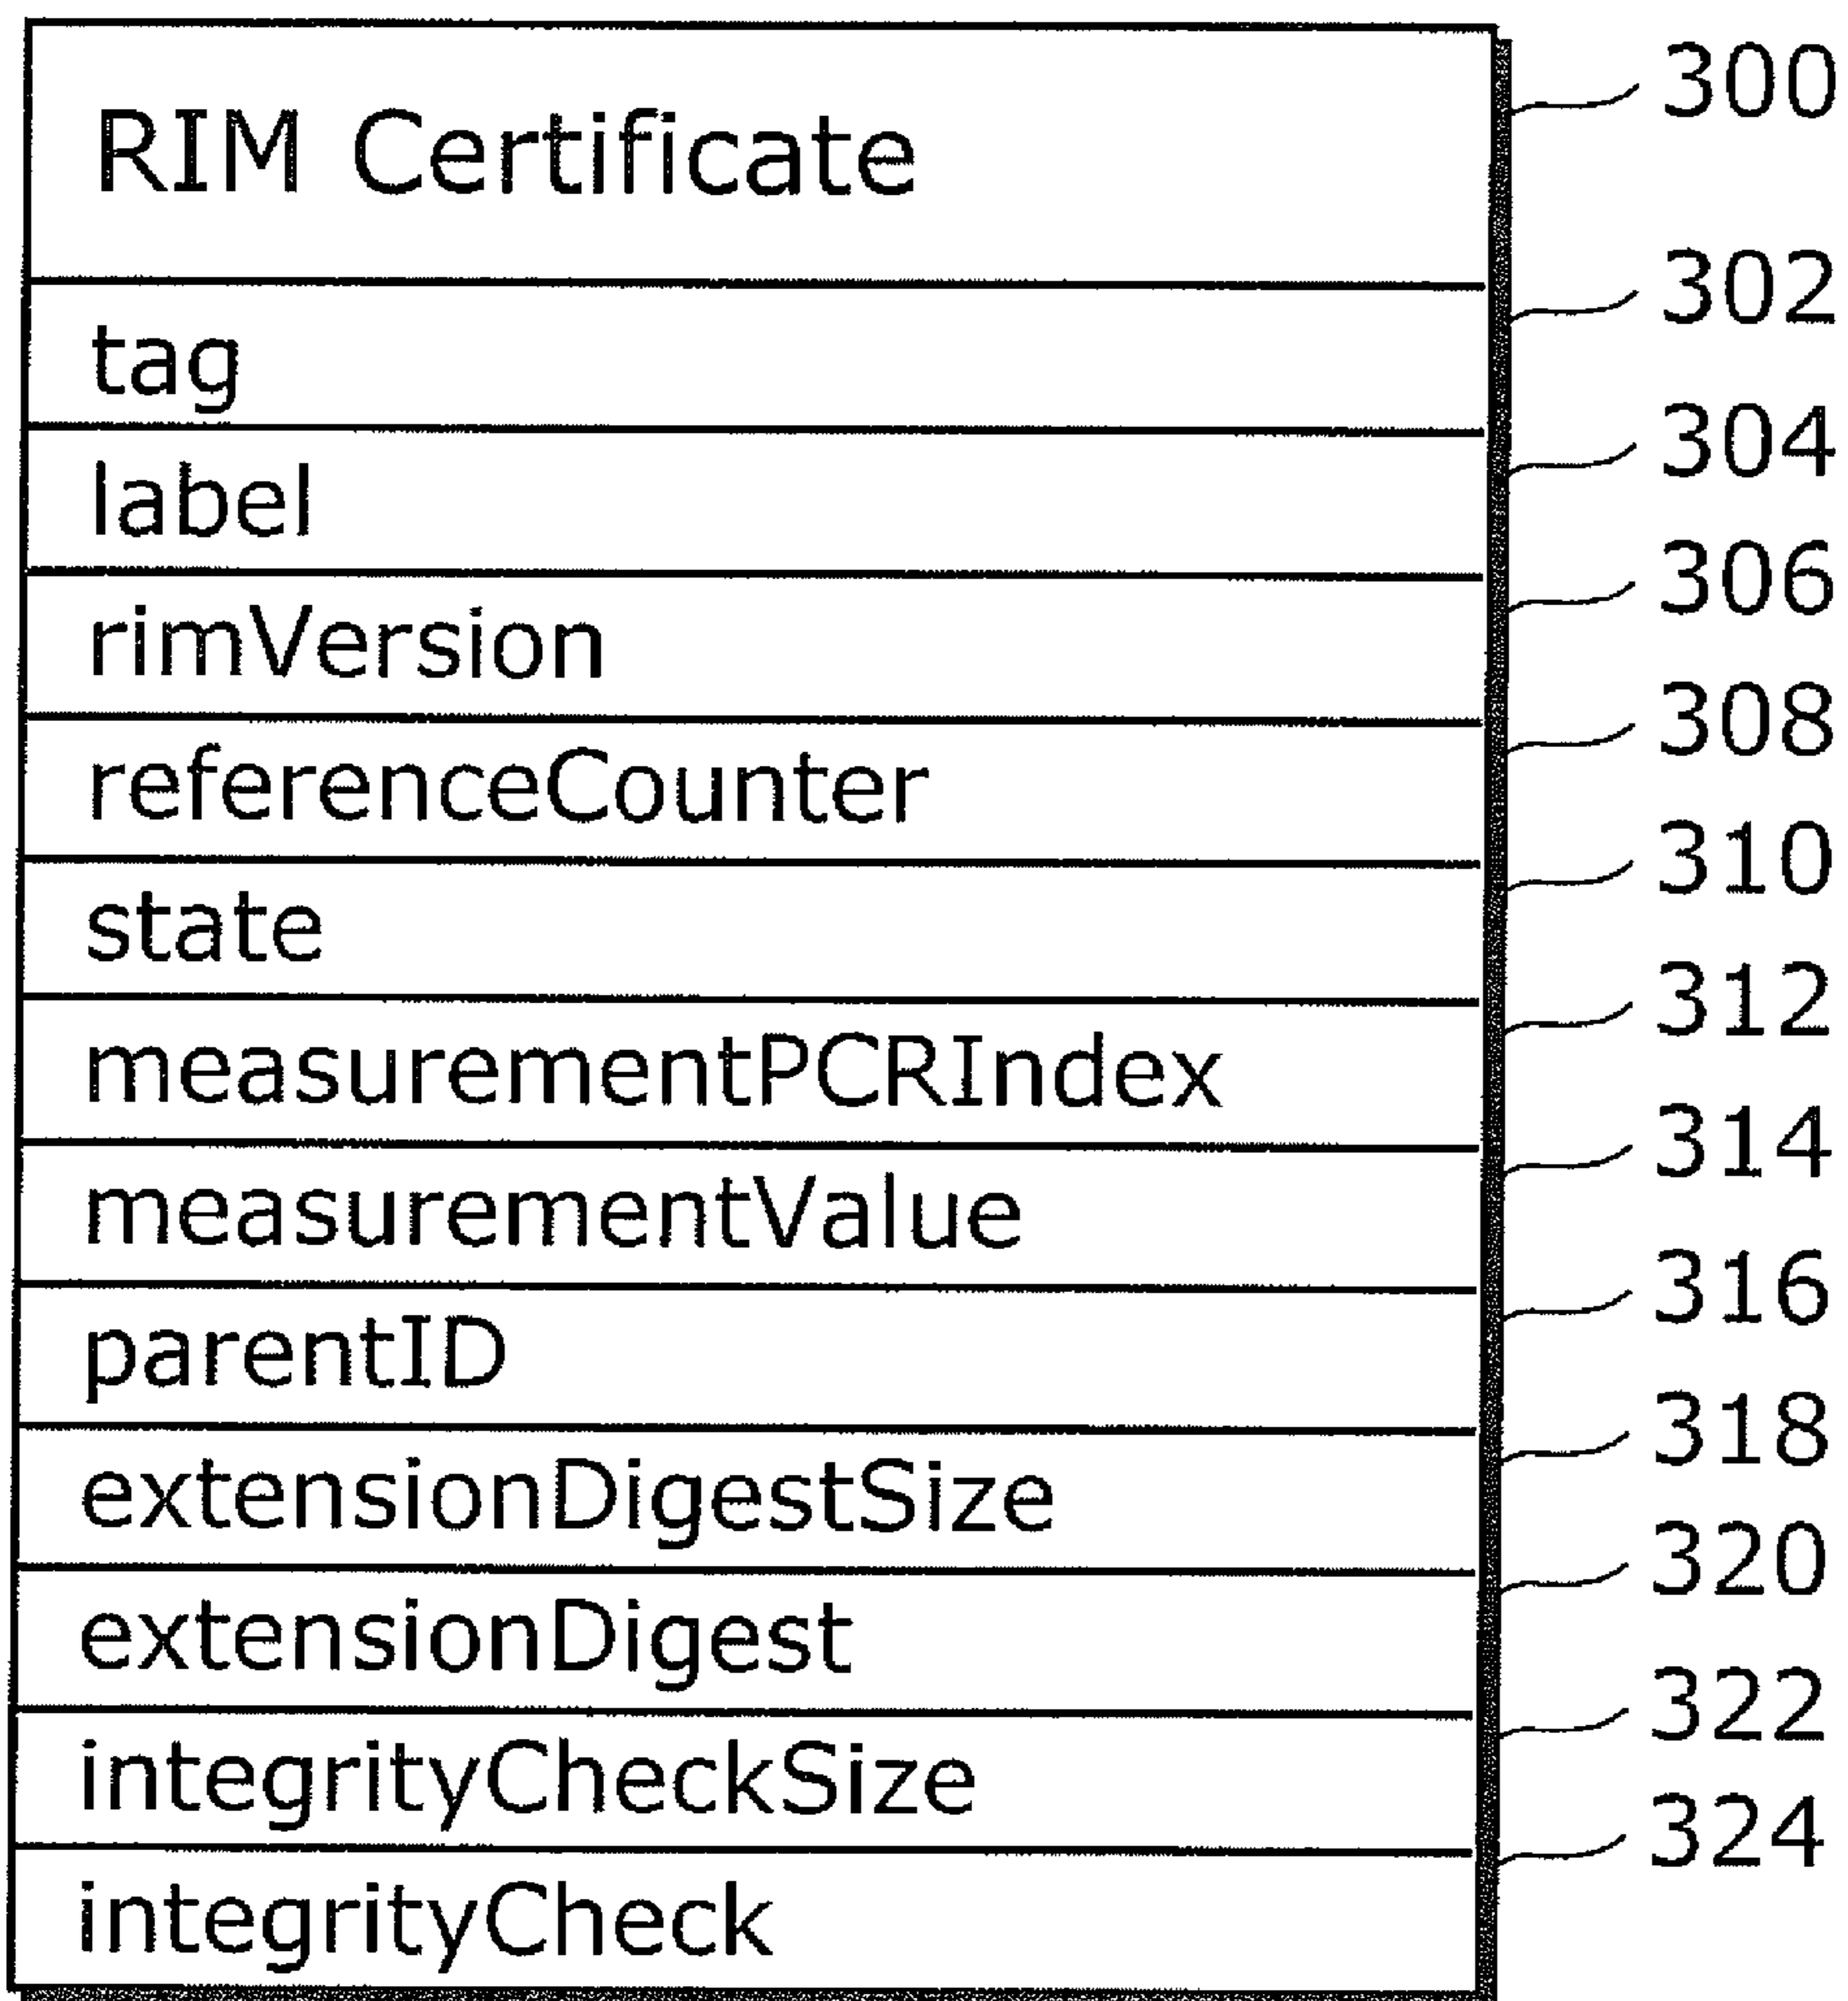 RIM Certificate 300
tag 302
label 304
rimVersion 306
referenceCounter 308
state 310
measurementPCRIndex 312
measurementValue 314
parentID 316
extensionDigestSize 318
extensionDigest 320
integrityCheckSize 322
integrityCheck 324